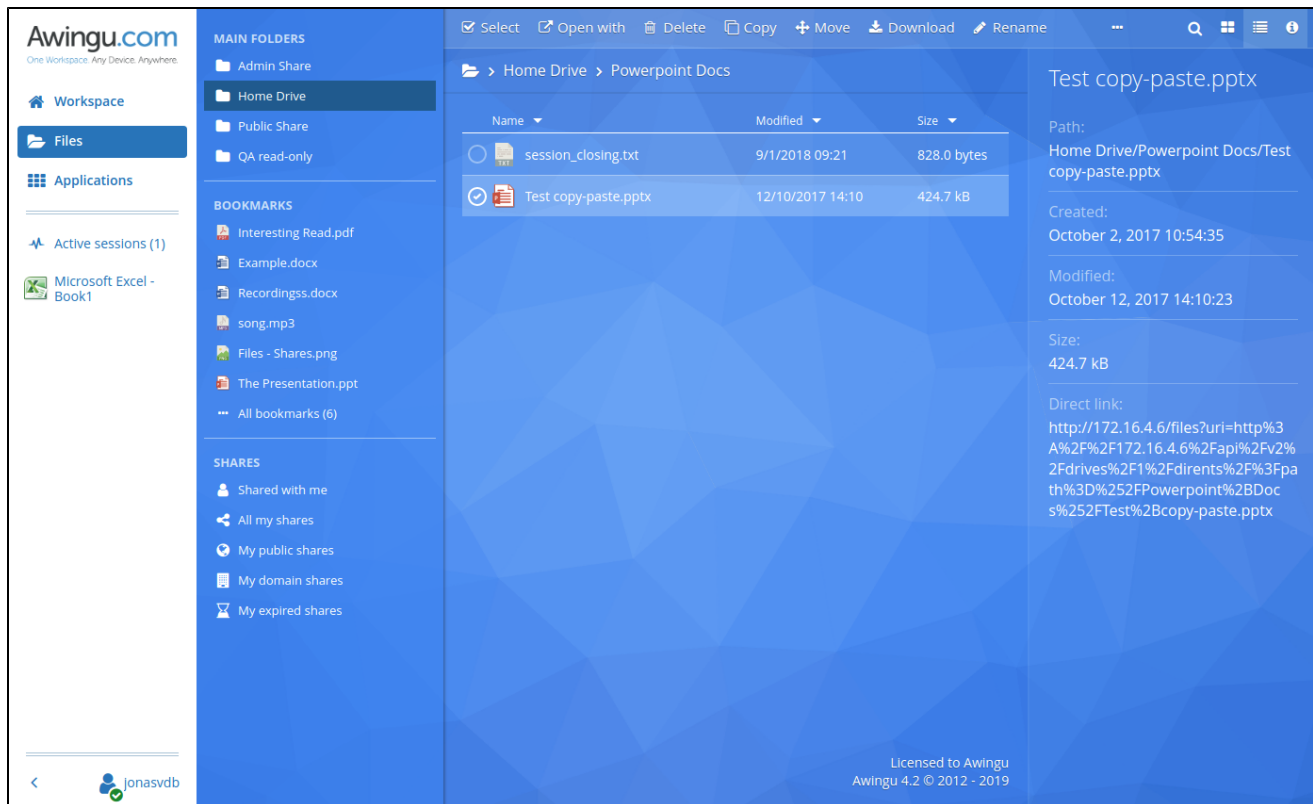 Awingu.com
One Workspace. Any Device. Anywhere.
Workspace
Files
Applications
Active sessions (1)
Microsoft Excel -
Book1
jonasvdb
MAIN FOLDERS
Admin Share
Home Drive
Public Share
QA read-only
BOOKMARKS
Interesting Read.pdf
Example.docx
Recordingss.docx
song.mp3
Files - Shares.png
The Presentation.ppt
All bookmarks (6)
SHARES
Shared with me
All my shares
My public shares
My domain shares
My expired shares
Select Open with Delete Copy Move Download Rename ...
> Home Drive > Powerpoint Docs
Name Modified Size
session_closing.txt 9/1/2018 09:21 828.0 bytes
Test copy-paste.pptx 12/10/2017 14:10 424.7 kB
Licensed to Awingu
Awingu 4.2 © 2012 - 2019
Test copy-paste.pptx
Path:
Home Drive/Powerpoint Docs/Test
copy-paste.pptx
Created:
October 2, 2017 10:54:35
Modified:
October 12, 2017 14:10:23
Size:
424.7 kB
Direct link:
http://172.16.4.6/files?uri=http%3
A%2F%2F172.16.4.6%2Fapi%2Fv2%
2Fdrives%2F1%2Fdirents%2F%3Fpa
th%3D%252FPowerpoint%2BDoc
s%252FTest%2Bcopy-paste.pptx